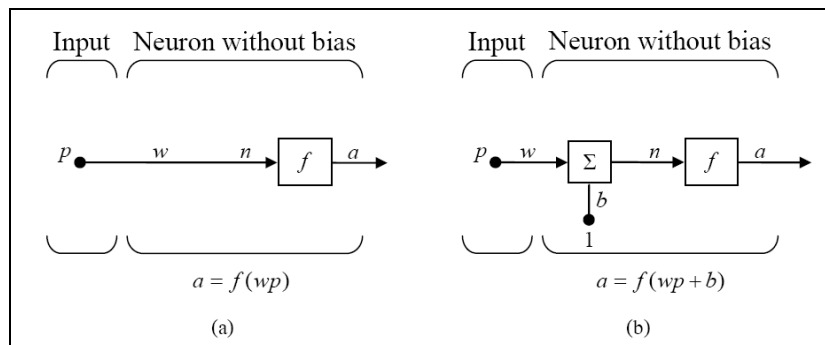 Input Neuron without bias
p w n f a
a = f(wp)
(a)
Input Neuron without bias
p w Σ n f a
b
1
a = f(wp + b)
(b)